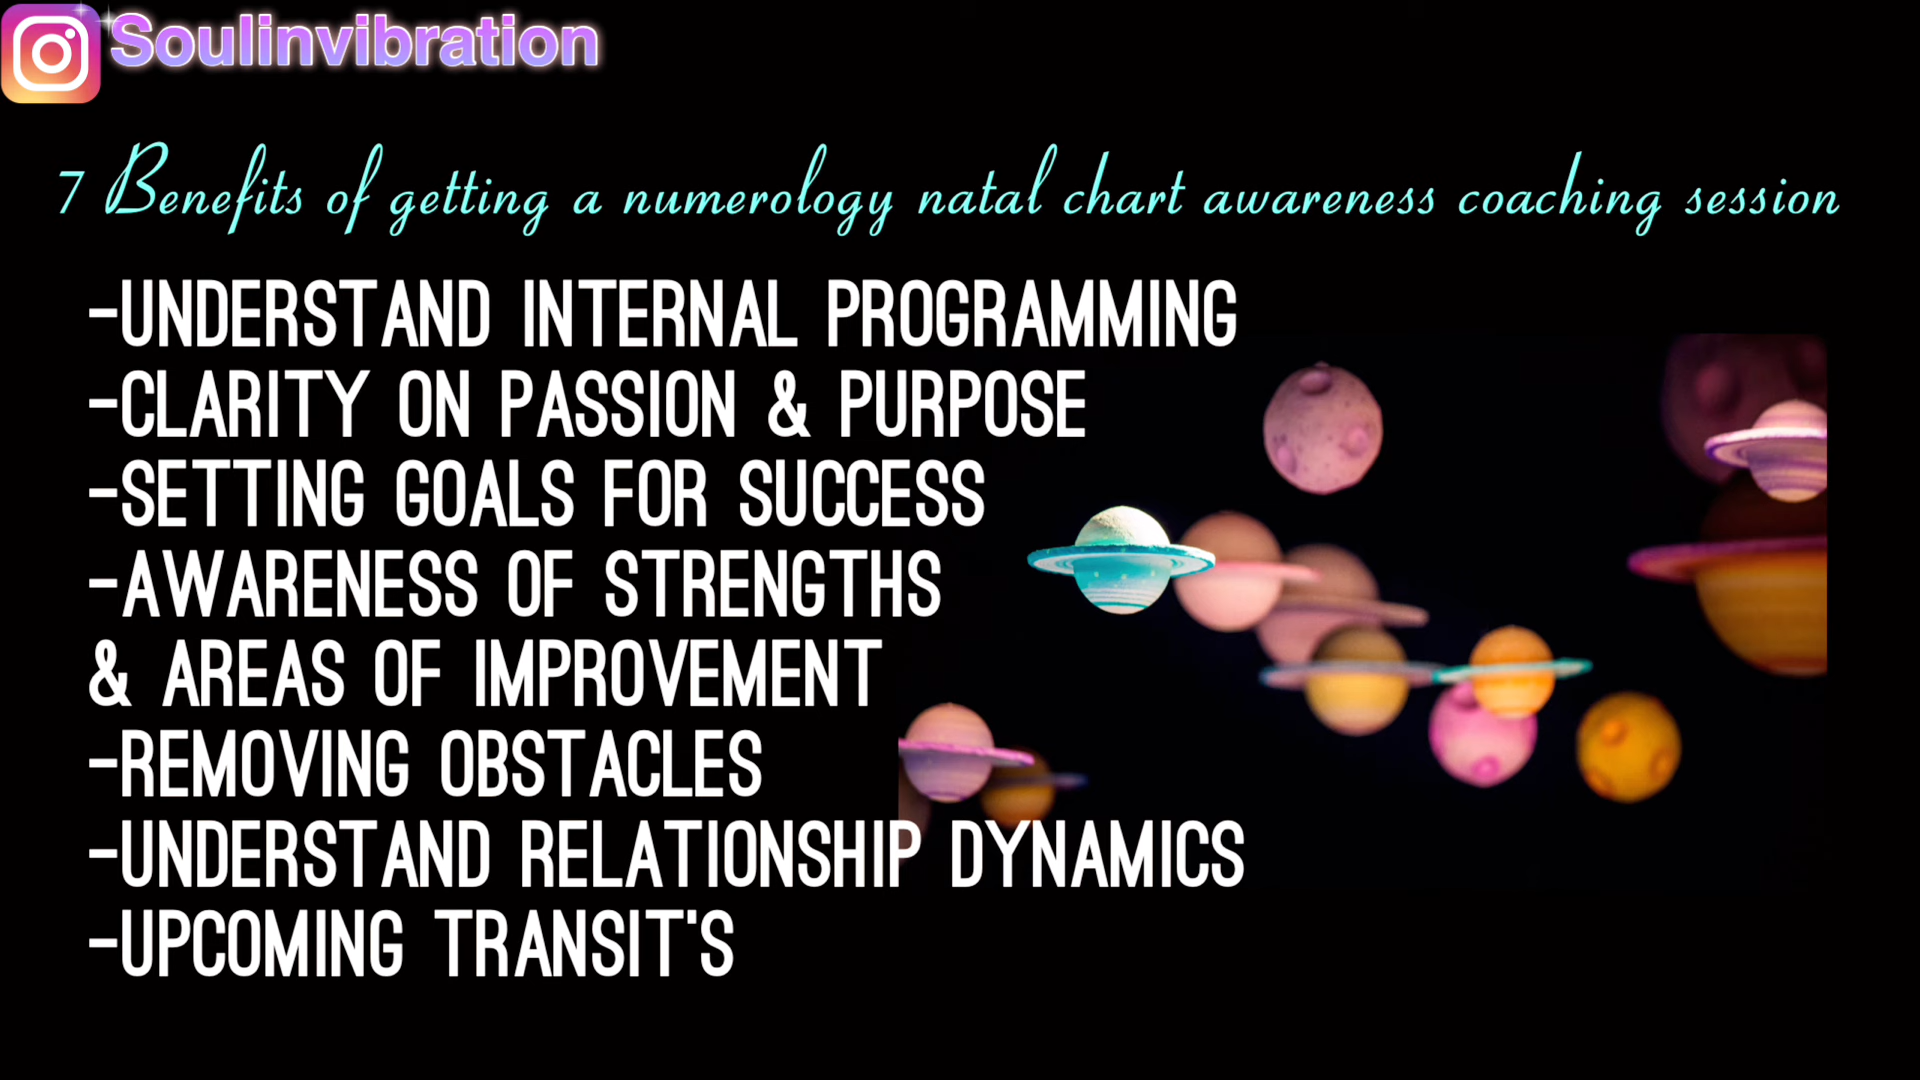 Soulinvibration
7 Benefits of getting a numerology natal chart awareness coaching session
-UNDERSTAND INTERNAL PROGRAMMING
-CLARITY ON PASSION & PURPOSE
-SETTING GOALS FOR SUCCESS
-AWARENESS OF STRENGTHS
& AREAS OF IMPROVEMENT
-REMOVING OBSTACLES
-UNDERSTAND RELATIONSHIP DYNAMICS
-UPCOMING TRANSIT'S